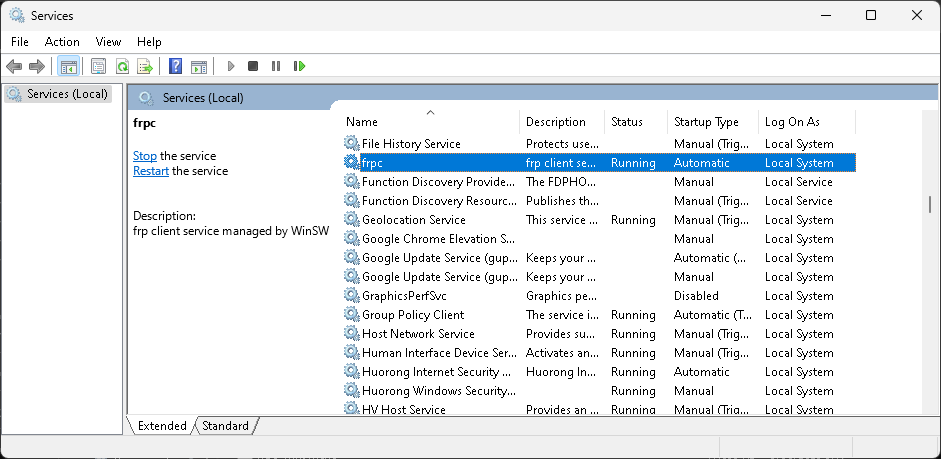 Services
File Action View Help
Services (Local)
Services (Local)
frpc
Stop the service
Restart the service
Description:
frp client service managed by WinSW
Name Description Status Startup Type Log On As
File History Service Protects use... Manual (Trig... Local System
frpc frp client se... Running Automatic Local System
Function Discovery Provide... The FDPHO... Manual Local Service
Function Discovery Resourc... Publishes th... Manual (Trig... Local Service
Geolocation Service This service ... Running Manual (Trig... Local System
Google Chrome Elevation S... Manual Local System
Google Update Service (gup... Keeps your ... Automatic (... Local System
Google Update Service (gup... Keeps your ... Manual Local System
GraphicsPerfSvc Graphics pe... Disabled Local System
Group Policy Client The service i... Running Automatic (T... Local System
Host Network Service Provides su... Running Manual (Trig... Local System
Human Interface Device Ser... Activates an... Running Manual (Trig... Local System
Huorong Internet Security ... Huorong In... Running Automatic Local System
Huorong Windows Security... Running Manual Local System
HV Host Service Provides an ... Running Manual (Trig... Local System
Extended Standard